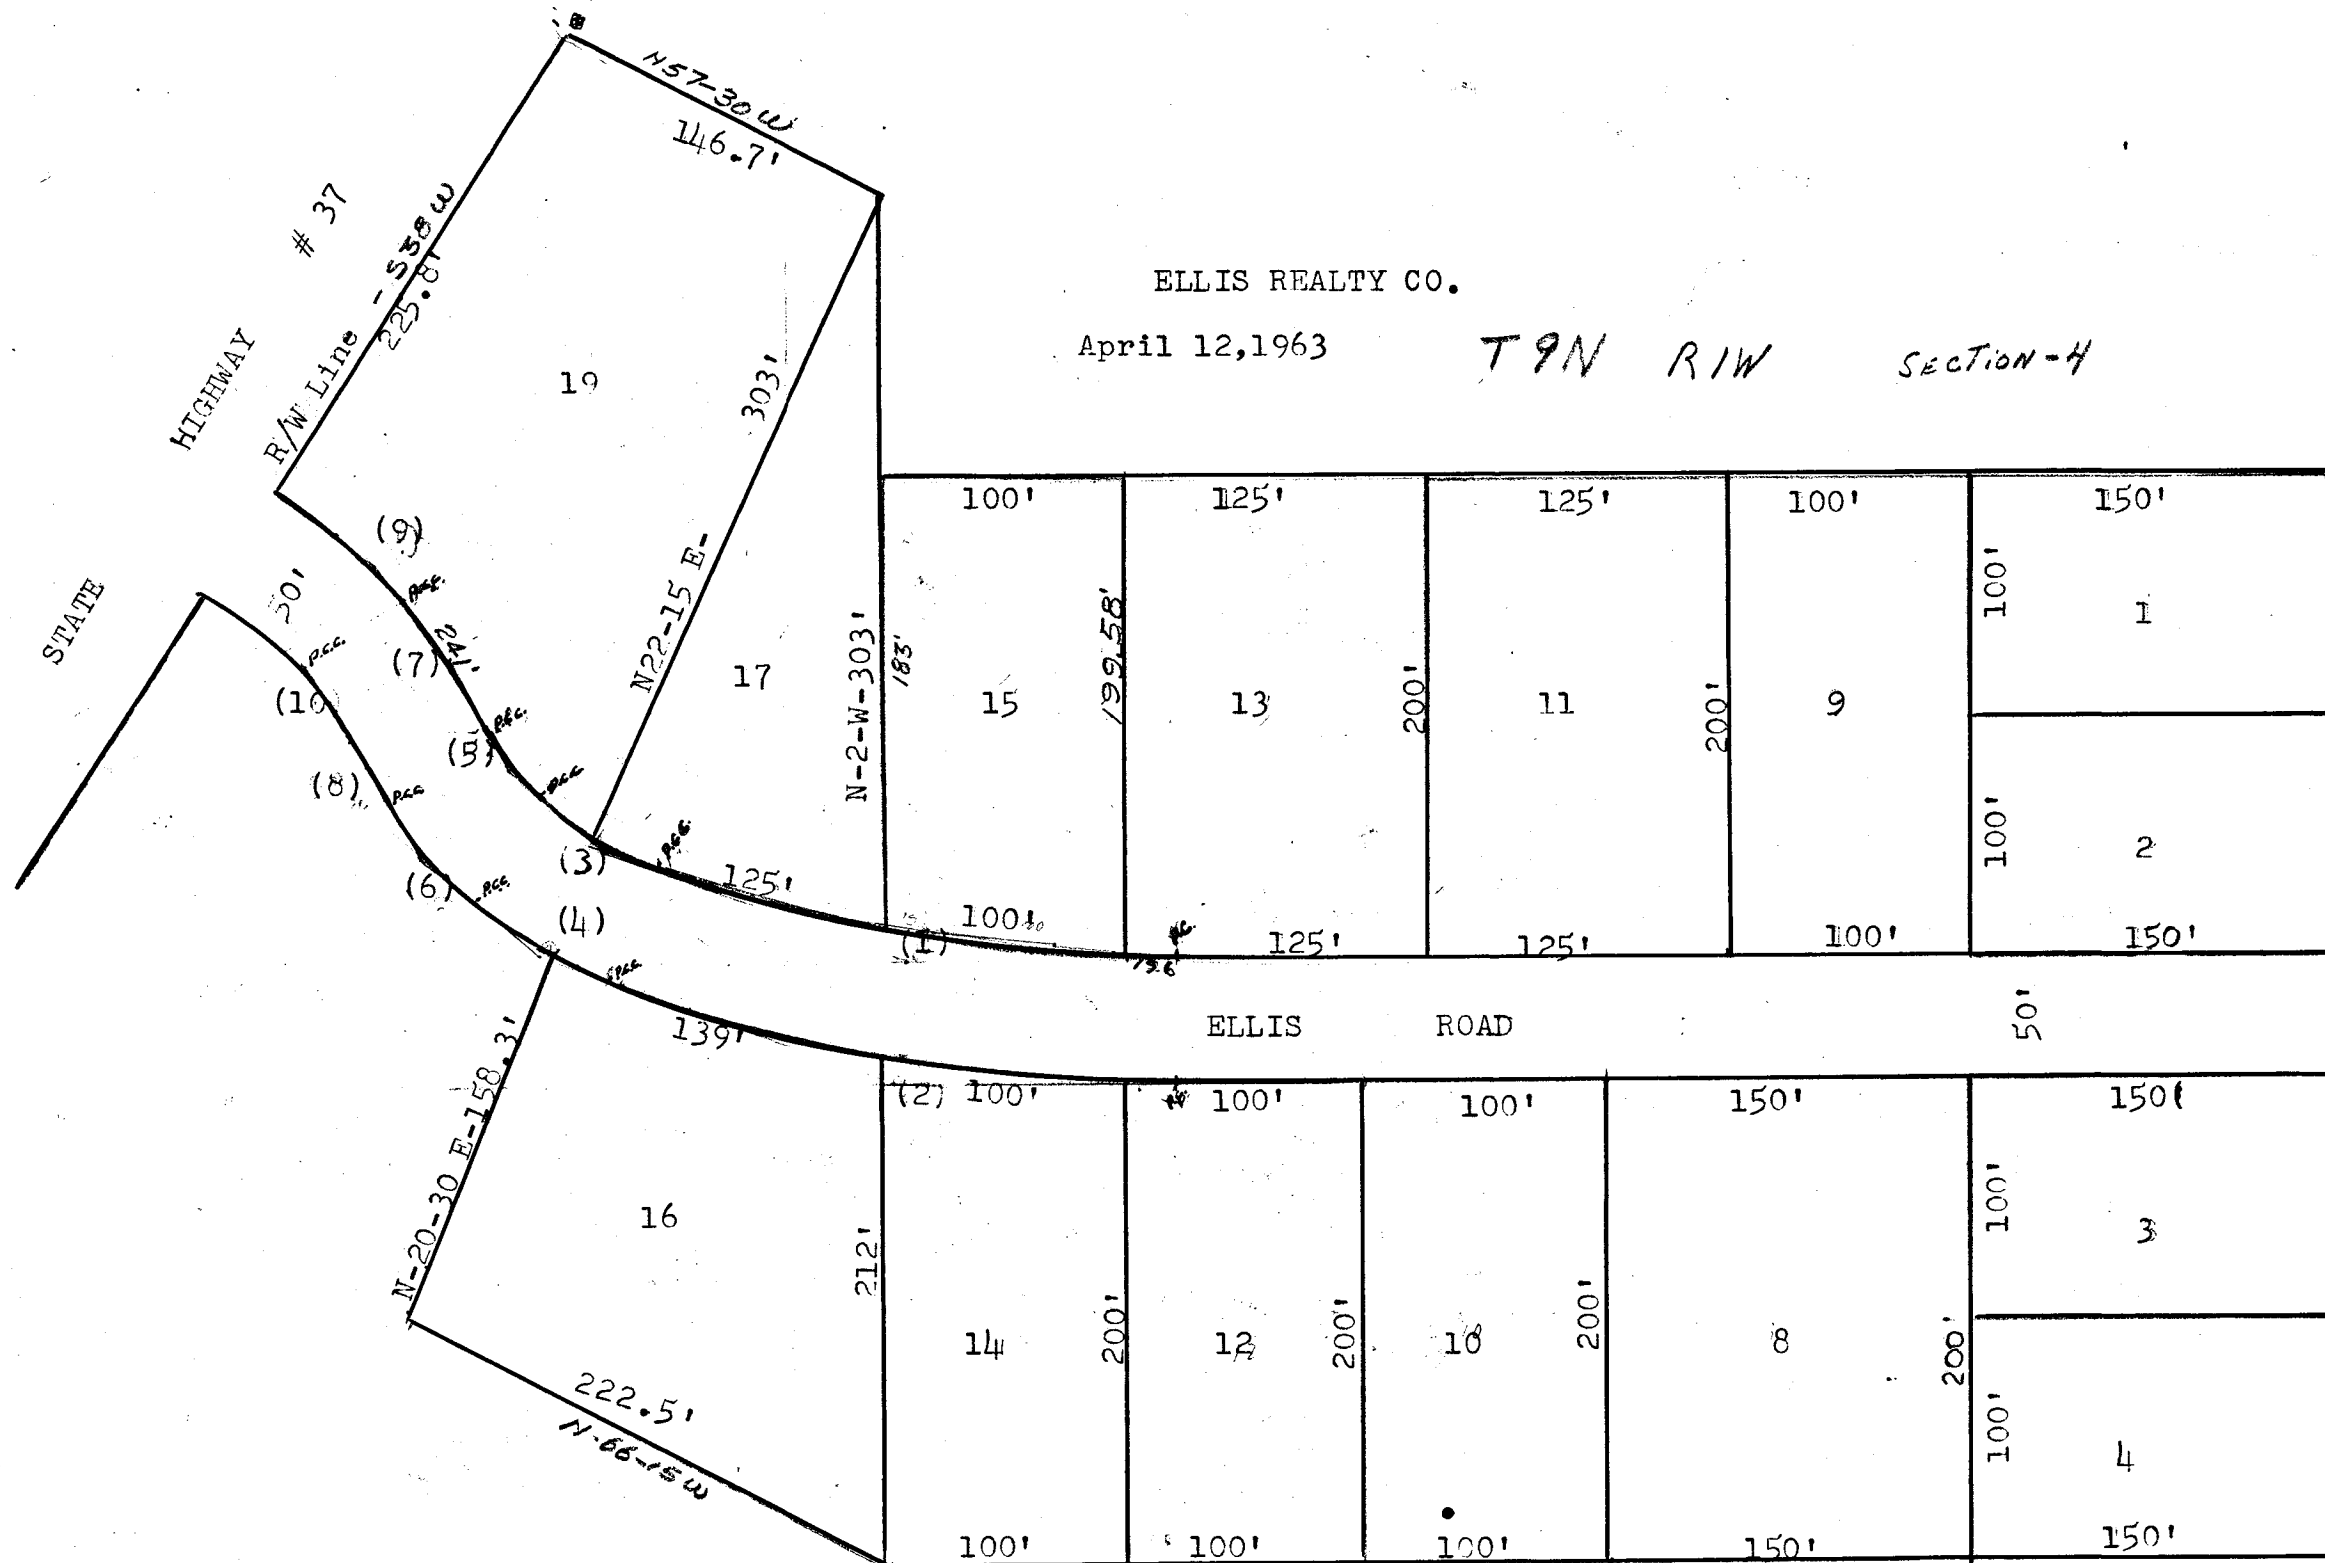 N57-30 W
146.7'
# 37
- S38 W
225.8'
R/W Line
HIGHWAY
STATE
19
303'
N22-15 E-
ELLIS REALTY CO.
April 12,1963
T9N R1W SECTION-4
100' 125' 125' 100' 150'
(9)
50'
P.C.C.
(7)
P.C.C.
(10)
(5)
P.C.C.
P.C.C.
(8)
P.C.C.
17
N-2-W-303'
183'
15
199.58'
13
200'
11
200'
9
100'
1
100'
2
(3)
P.C.C.
125'
(6)
P.C.C.
(4)
(1)
100'
P.C.
125' 125' 100' 150'
P.C.C.
139'
ELLIS ROAD
50'
(2) 100' 100' 100' 150' 150'
N-20-30 E-158.3'
16
212'
14
200'
12
200'
10
200'
8
200'
100'
3
100'
4
222.5'
N-66-15 W
100' 100' 100' 150' 150'